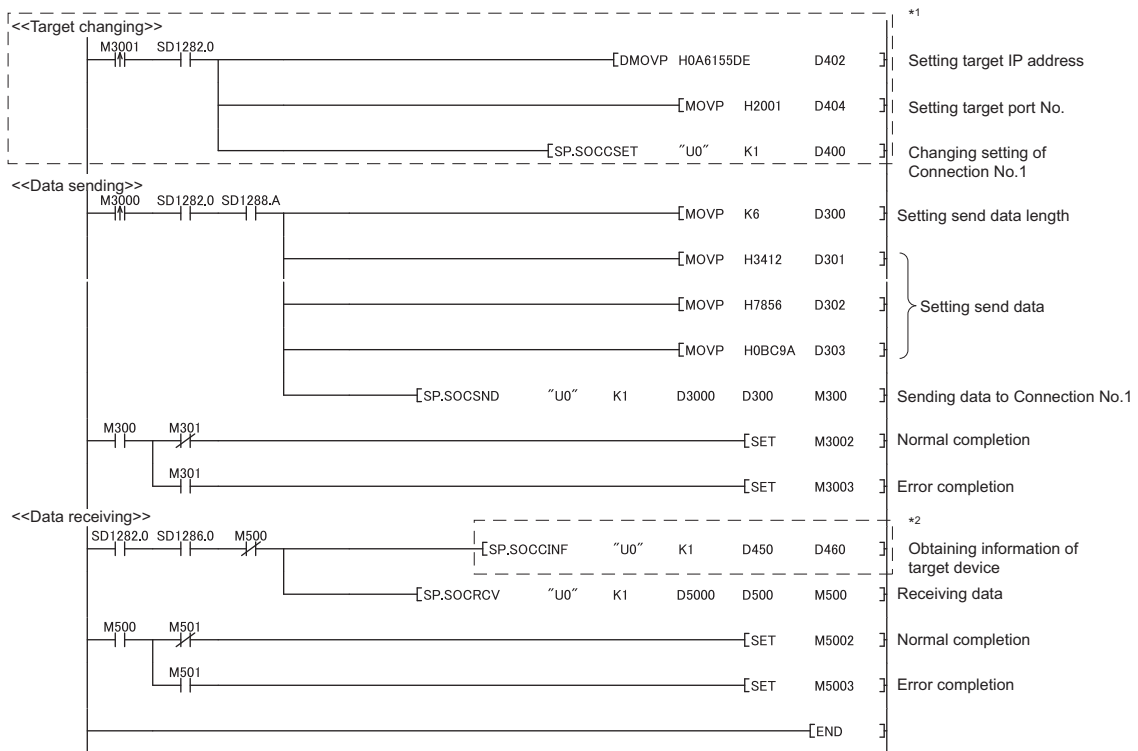 *1
<<Target changing>>
M3001 SD1282.0
DMOVP H0A6155DE D402 Setting target IP address
MOVP H2001 D404 Setting target port No.
SP.SOCCSET "U0" K1 D400 Changing setting of
Connection No.1
<<Data sending>>
M3000 SD1282.0 SD1288.A
MOVP K6 D300 Setting send data length
MOVP H3412 D301
MOVP H7856 D302 Setting send data
MOVP H0BC9A D303
SP.SOCSND "U0" K1 D3000 D300 M300 Sending data to Connection No.1
M300 M301
SET M3002 Normal completion
M301
SET M3003 Error completion
<<Data receiving>>
*2
SD1282.0 SD1286.0 M500
SP.SOCCINF "U0" K1 D450 D460 Obtaining information of
target device
SP.SOCRCV "U0" K1 D5000 D500 M500 Receiving data
M500 M501
SET M5002 Normal completion
M501
SET M5003 Error completion
END